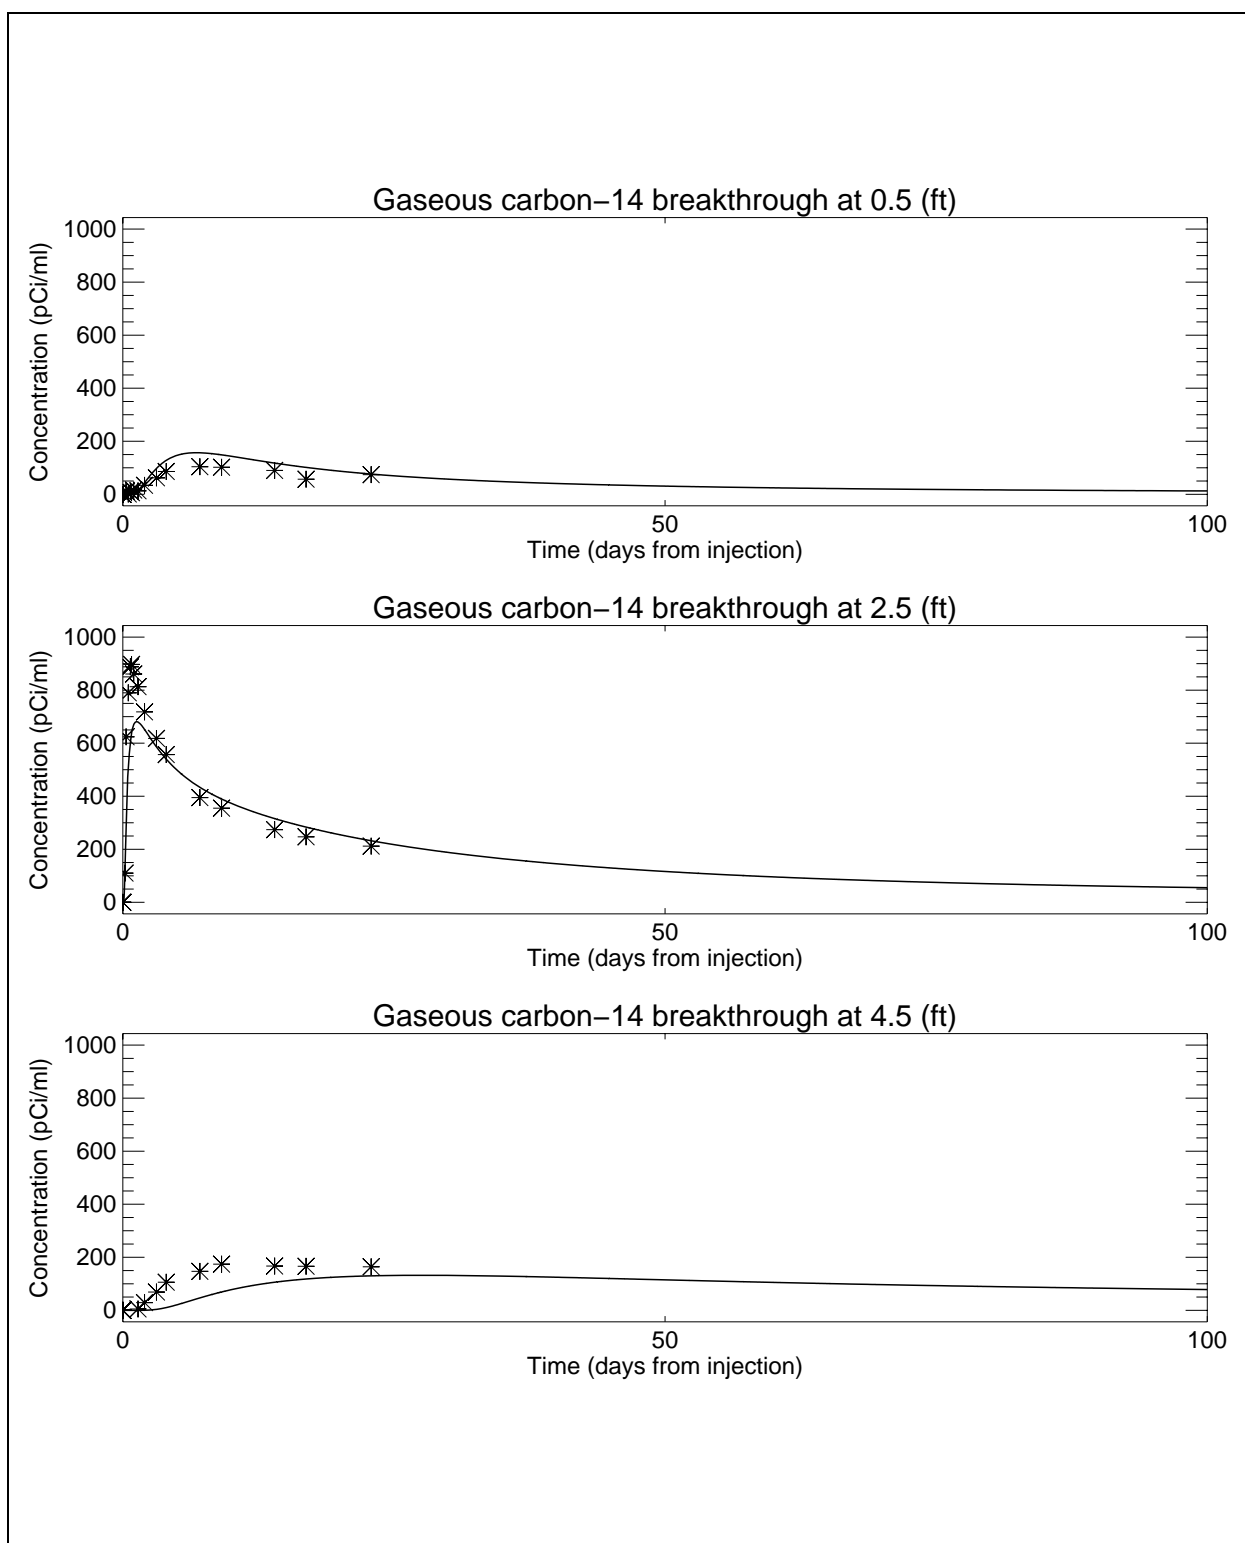 Gaseous carbon−14 breakthrough at 0.5 (ft)
1000
800
600
400
200
0
Concentration (pCi/ml)
0 50 100
Time (days from injection)
Gaseous carbon−14 breakthrough at 2.5 (ft)
1000
800
600
400
200
0
Concentration (pCi/ml)
0 50 100
Time (days from injection)
Gaseous carbon−14 breakthrough at 4.5 (ft)
1000
800
600
400
200
0
Concentration (pCi/ml)
0 50 100
Time (days from injection)